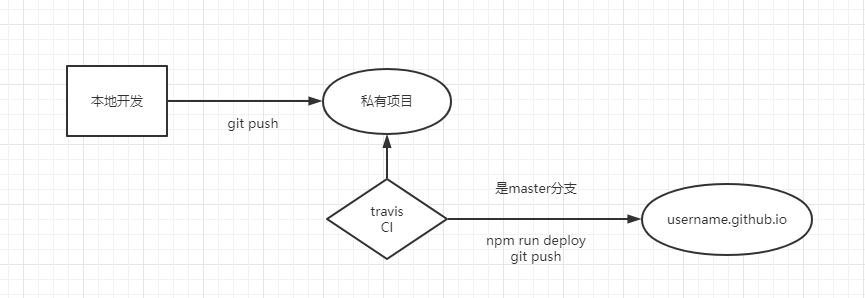 本地开发
git push
私有项目
travis
CI
是master分支
npm run deploy
git push
username.github.io